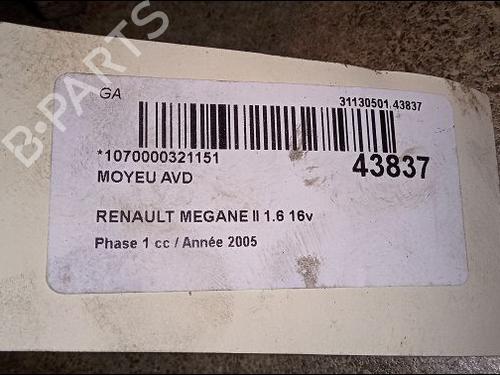 B-PARTS
GA
31130501 43837
*1070000321151
43837
MOYEU AVD
RENAULT MEGANE II 1.6 16v
Phase 1 cc / Année 2005